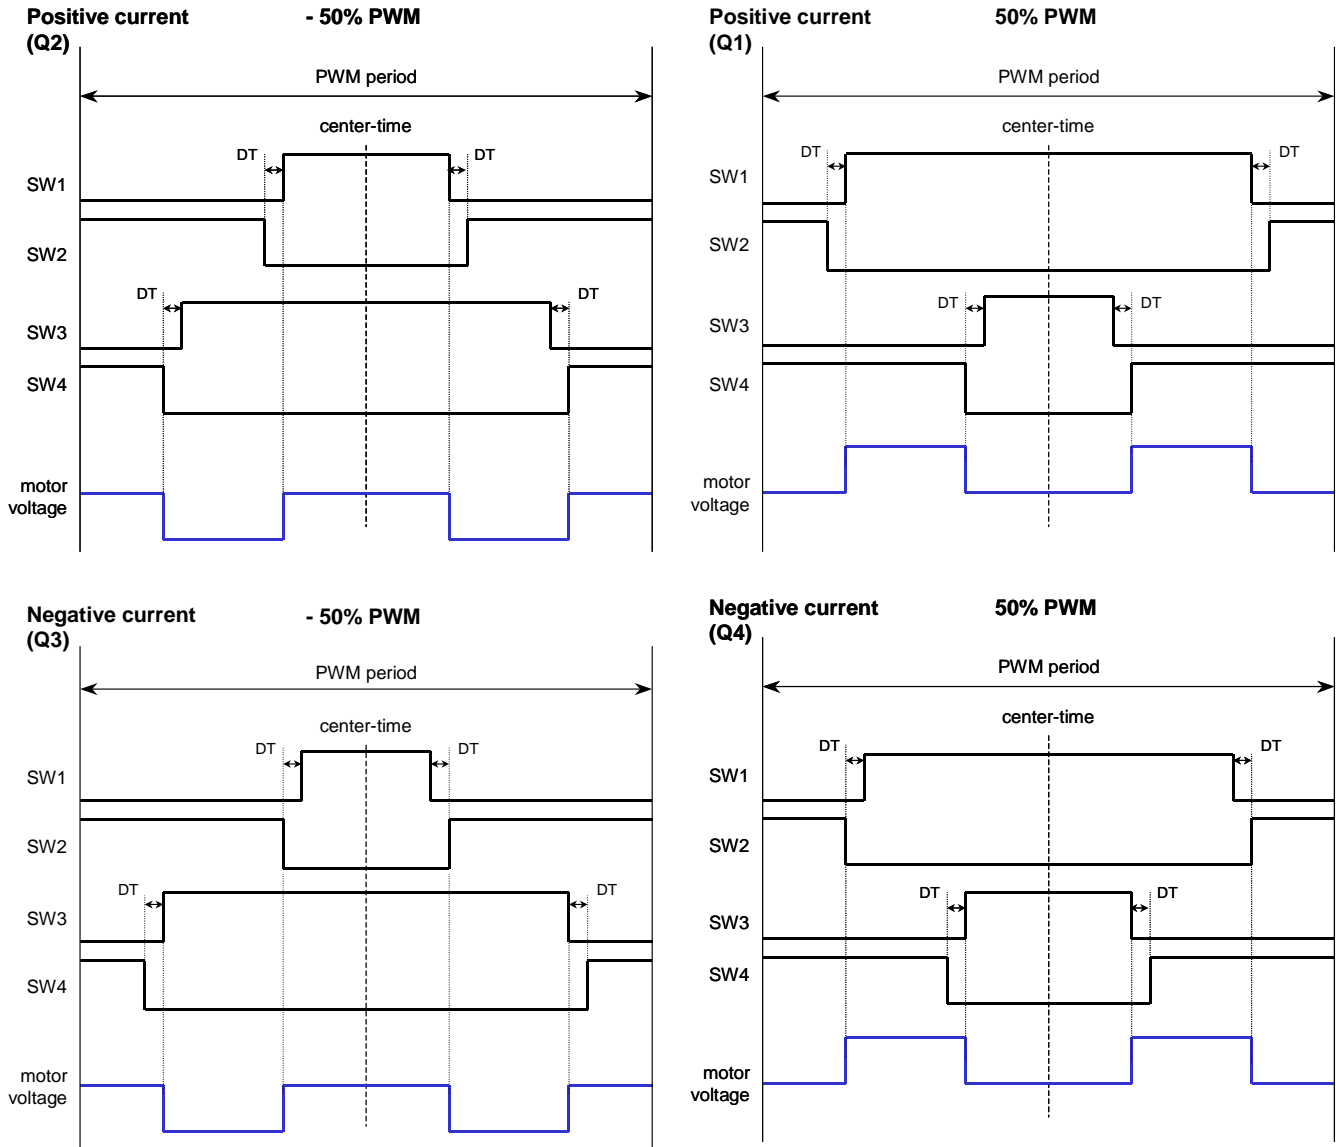 Positive current - 50% PWM
(Q2)
PWM period
center-time
DT DT
SW1
SW2
DT DT
SW3
SW4
motor
voltage
Positive current 50% PWM
(Q1)
PWM period
center-time
DT DT
SW1
SW2
DT DT
SW3
SW4
motor
voltage
Negative current - 50% PWM
(Q3)
PWM period
center-time
DT DT
SW1
SW2
DT DT
SW3
SW4
motor
voltage
Negative current 50% PWM
(Q4)
PWM period
center-time
DT DT
SW1
SW2
DT DT
SW3
SW4
motor
voltage